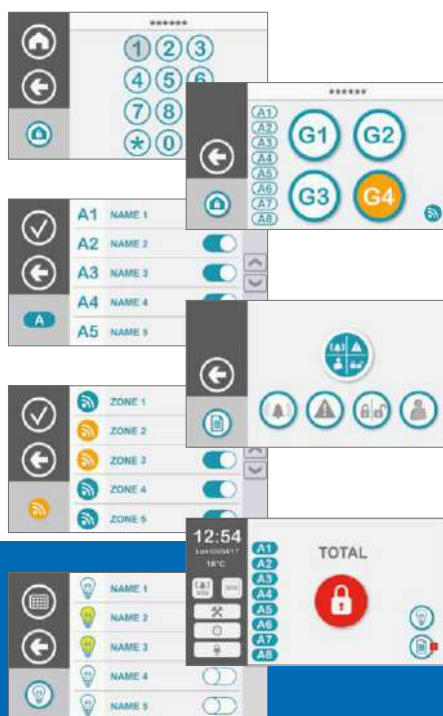 ******
1 2 3
4 5 6
7 8
* 0
******
A1
A2
A3
A4
A5
A6
A7
A8
G1 G2
G3 G4
A1 NAME 1
A2 NAME 2
A3 NAME 3
A4 NAME 4
A5 NAME 5
A
ZONE 1
ZONE 2
ZONE 3
ZONE 4
ZONE 5
12:54
16°C
A1
A2
A3
A4
A5
A6
A7
A8
TOTAL
NAME 1
NAME 2
NAME 3
NAME 4
NAME 5